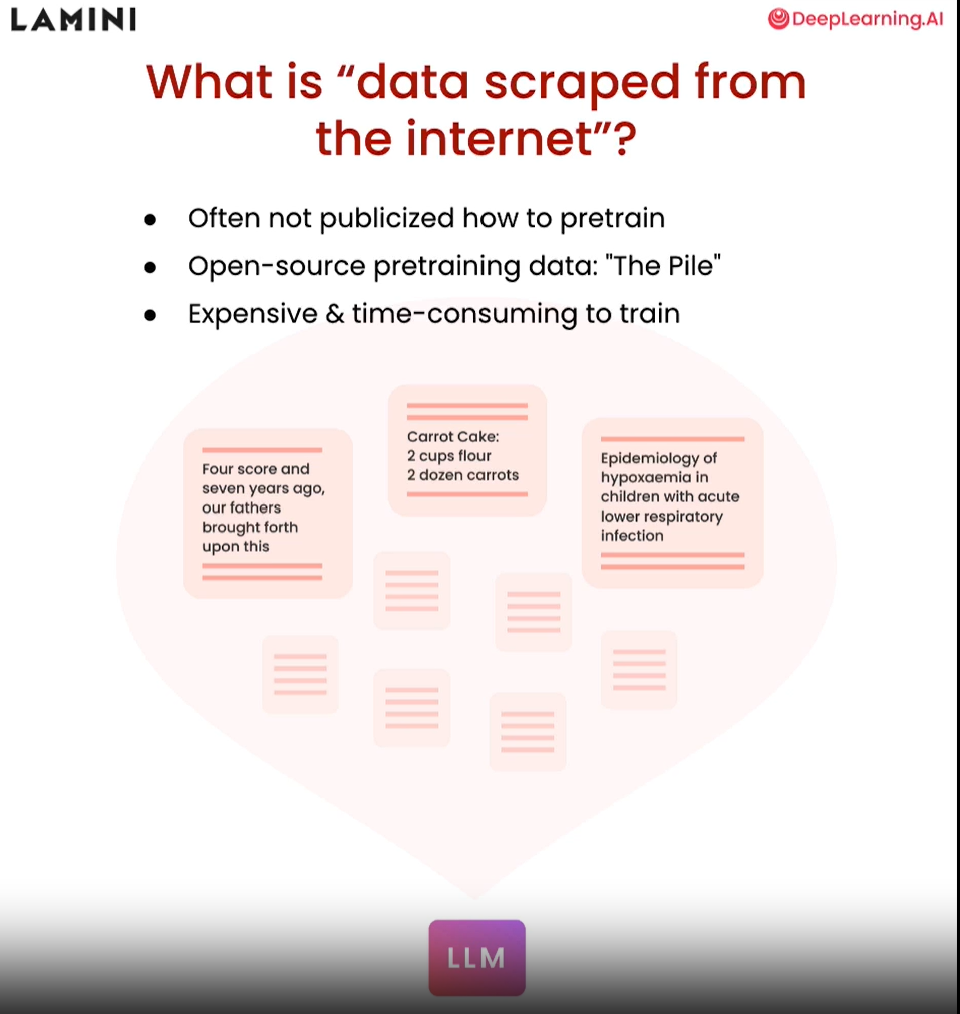 LAMINI
DeepLearning.AI
What is “data scraped from
the internet”?
● Often not publicized how to pretrain
● Open-source pretraining data: "The Pile"
● Expensive & time-consuming to train
Four score and
seven years ago,
our fathers
brought forth
upon this
Carrot Cake:
2 cups flour
2 dozen carrots
Epidemiology of
hypoxaemia in
children with acute
lower respiratory
infection
LLM